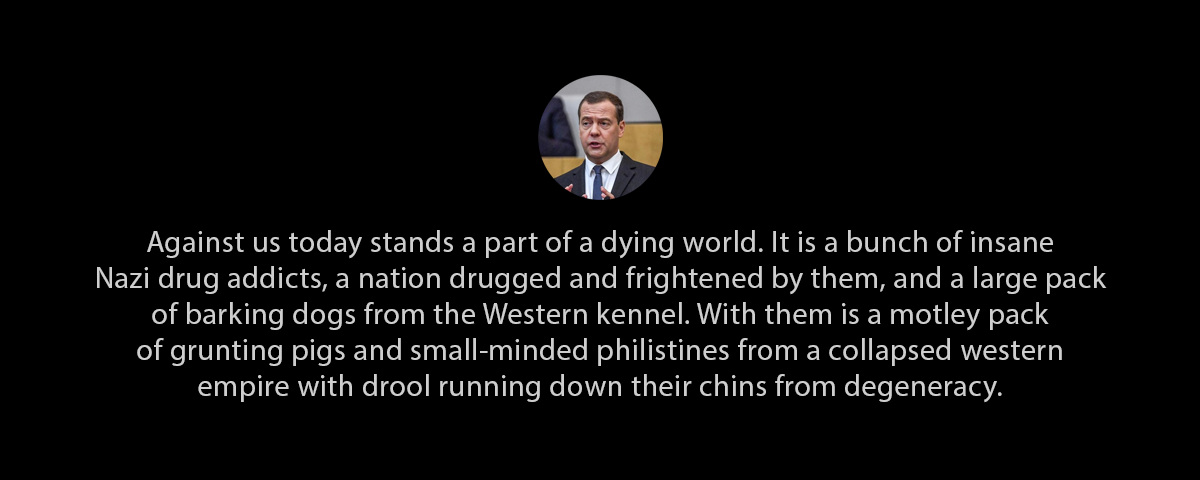 Against us today stands a part of a dying world. It is a bunch of insane
Nazi drug addicts, a nation drugged and frightened by them, and a large pack
of barking dogs from the Western kennel. With them is a motley pack
of grunting pigs and small-minded philistines from a collapsed western
empire with drool running down their chins from degeneracy.